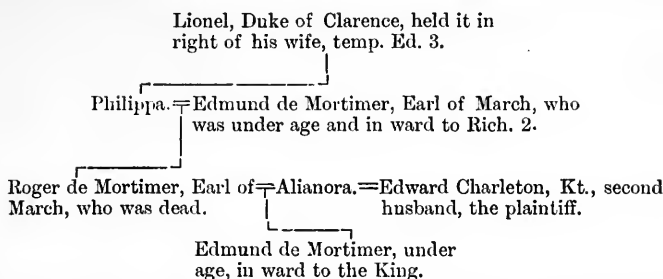 Lionel, Duke of Clarence, held it in
right of his wife, temp. Ed. 3.
Philippa.=Edmund de Mortimer, Earl of March, who
was under age and in ward to Rich. 2.
Roger de Mortimer, Earl of=Alianora.=Edward Charleton, Kt., second
March, who was dead. husband, the plaintiff.
Edmund de Mortimer, under
age, in ward to the King.